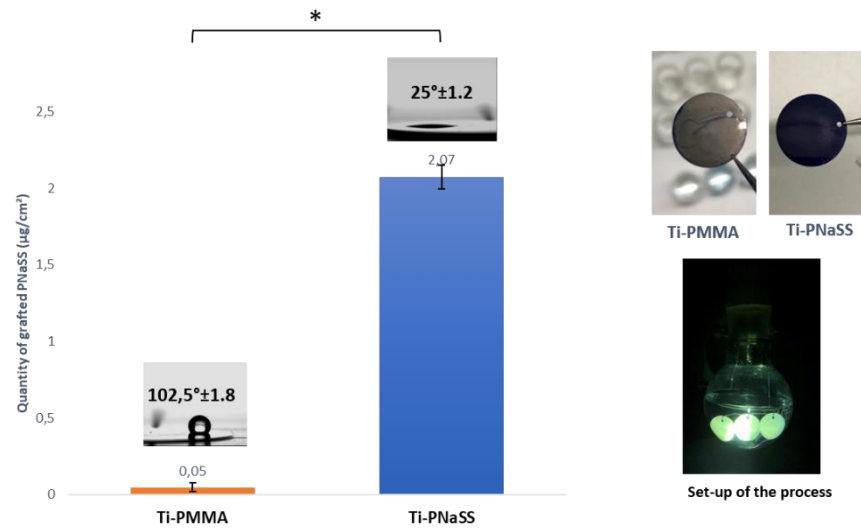 *
25°±1.2
2,5
2,07
2
1,5
1
0,5
0
Quantity of grafted PNaSS (µg/cm²)
102,5°±1.8
0,05
Ti-PMMA
Ti-PNaSS
Ti-PMMA
Ti-PNaSS
Set-up of the process